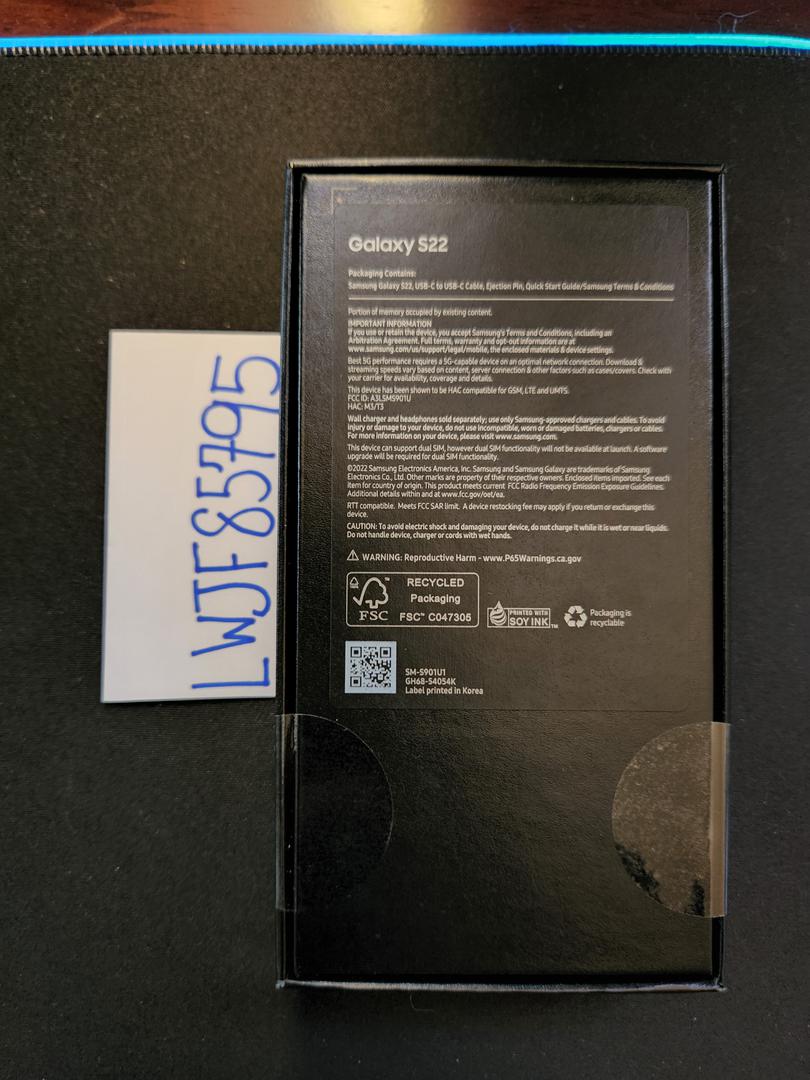 Galaxy S22
Packaging Contains:
Samsung Galaxy S22, USB-C to USB-C Cable, Ejection Pin, Quick Start Guide/Samsung Terms & Conditions
Portion of memory occupied by existing content.
IMPORTANT INFORMATION
If you use or retain the device, you accept Samsung's Terms and Conditions, including an
Arbitration Agreement. Full terms, warranty and opt-out information are at
www.samsung.com/us/support/legal/mobile, the enclosed materials & device settings.
Best 5G performance requires a 5G-capable device on an optimal network connection. Download &
streaming speeds vary based on content, server connection & other factors such as cases/covers. Check with
your carrier for availability, coverage and details.
This device has been shown to be HAC compatible for GSM, LTE and UMTS.
FCC ID: A3LSMS901U
HAC: M3/T3
Wall charger and headphones sold separately; use only Samsung-approved chargers and cables. To avoid
injury or damage to your device, do not use incompatible, worn or damaged batteries, chargers or cables.
For more information on your device, please visit www.samsung.com.
This device can support dual SIM, however dual SIM functionality will not be available at launch. A software
upgrade will be required for dual SIM functionality.
©2022 Samsung Electronics America, Inc. Samsung and Samsung Galaxy are trademarks of Samsung
Electronics Co., Ltd. Other marks are property of their respective owners. Enclosed items imported. See each
item for country of origin. This product meets current FCC Radio Frequency Emission Exposure Guidelines.
Additional details within and at www.fcc.gov/oet/ea.
RTT compatible. Meets FCC SAR limit. A device restocking fee may apply if you return or exchange this
device.
CAUTION: To avoid electric shock and damaging your device, do not charge it while it is wet or near liquids.
Do not handle device, charger or cords with wet hands.
WARNING: Reproductive Harm - www.P65Warnings.ca.gov
FSC
RECYCLED
Packaging
FSC™ C047305
PRINTED WITH
SOY INK™
Packaging is
recyclable
SM-S901U1
GH68-54054K
Label printed in Korea
LWJF85795